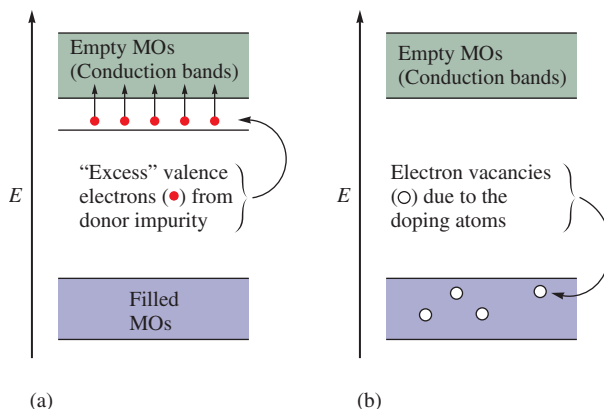 E
Empty MOs
(Conduction bands)
“Excess” valence
electrons ( ) from
donor impurity
Filled
MOs
(a)
E
Empty MOs
(Conduction bands)
Electron vacancies
( ) due to the
doping atoms
(b)